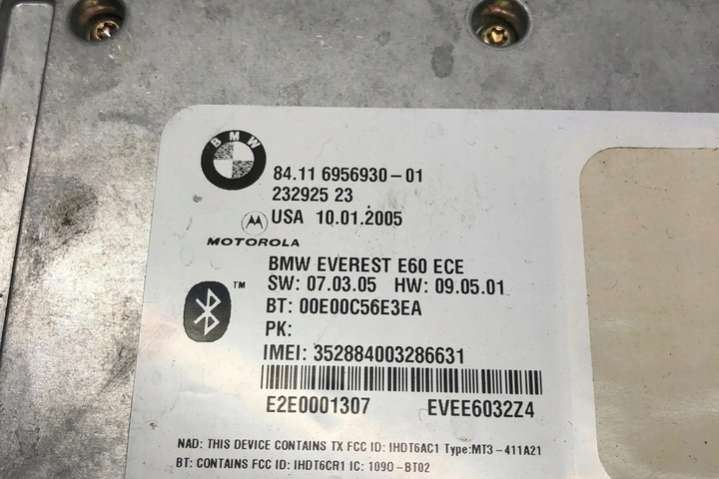 BMW
84.11 6956930-01
232925 23
USA 10.01.2005
MOTOROLA
BMW EVEREST E60 ECE
SW: 07.03.05 HW: 09.05.01
TM
BT: 00E00C56E3EA
PK:
IMEI: 352884003286631
E2E0001307 EVEE6032Z4
NAD: THIS DEVICE CONTAINS TX FCC ID: IHDT6AC1 Type:MT3-411A21
BT: CONTAINS FCC ID: IHDT6CR1 IC: 109O-BT02